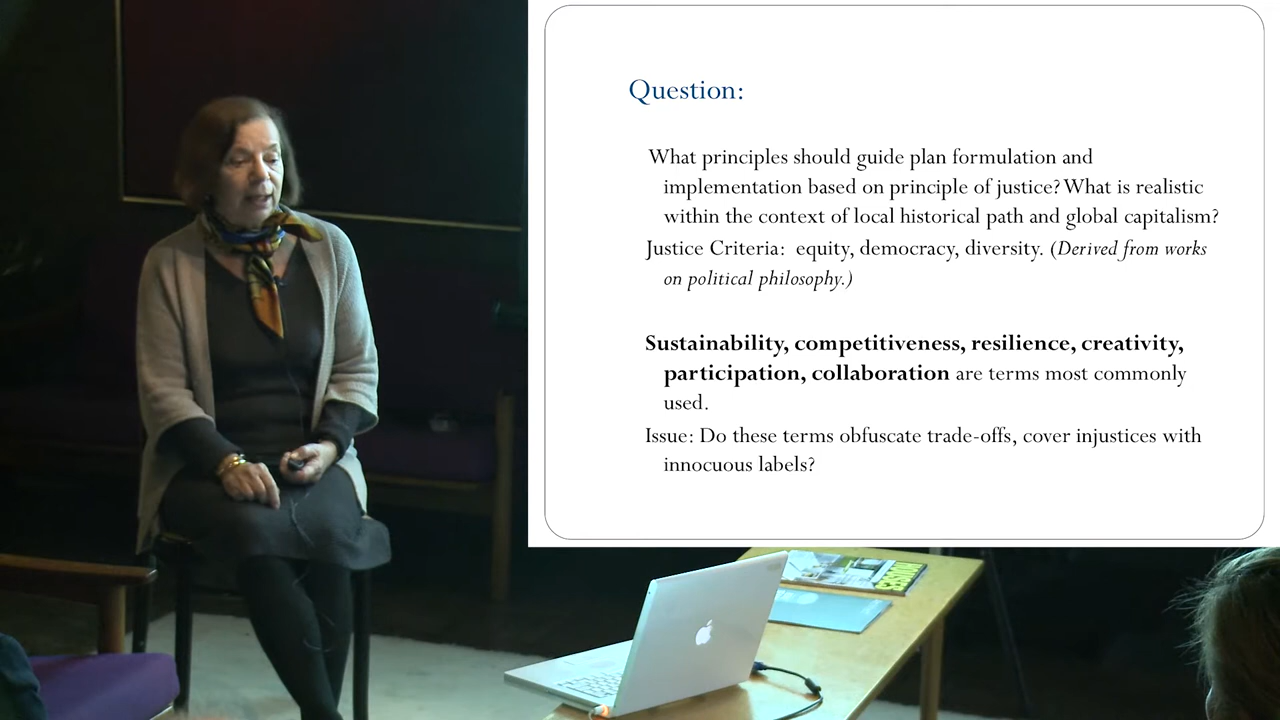 Question:
What principles should guide plan formulation and
implementation based on principle of justice? What is realistic
within the context of local historical path and global capitalism?
Justice Criteria: equity, democracy, diversity. (Derived from works
on political philosophy.)
Sustainability, competitiveness, resilience, creativity,
participation, collaboration are terms most commonly
used.
Issue: Do these terms obfuscate trade-offs, cover injustices with
innocuous labels?